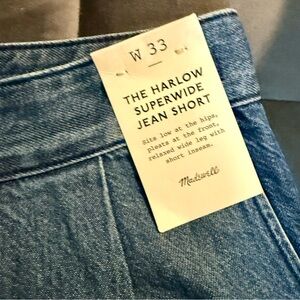 W 33
THE HARLOW
SUPERWIDE
JEAN SHORT
Sits low at the hips,
pleats at the front,
relaxed wide leg with
short inseam.
Madewell